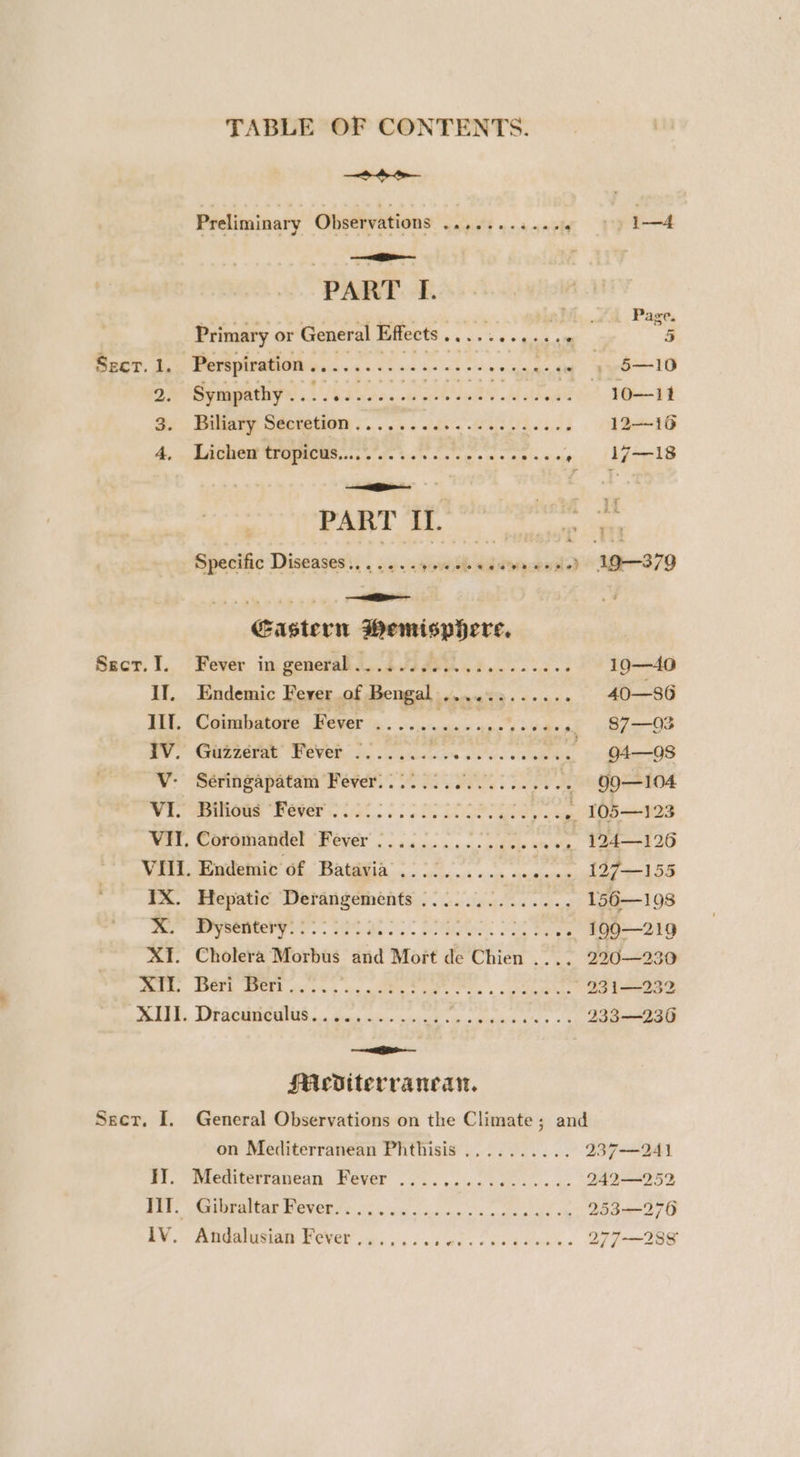 TABLE OF CONTENTS.
Preliminary Observations ............. 1—4
PART I.
Page.
Primary or General Effects ............ 5
Sect. 1. Perspiration ............ 5—10
2. Sympathy ............ 10—11
3. Biliary Secretion ............ 12—16
4. Lichen tropicus ............ 17—18
PART II.
Specific Diseases ............ 19—379
Eastern Hemisphere.
Sect. I. Fever in general ............ 19—40
II. Endemic Fever of Bengal ............ 40—86
III. Coimbatore Fever ............ 87—93
IV. Guzzerat Fever ............ 94—98
V. Seringapatam Fever ............ 99—104
VI. Bilious Fever ............ 105—123
VII. Coromandel Fever ............ 124—126
VIII. Endemic of Batavia ............ 127—155
IX. Hepatic Derangements ............ 156—198
X. Dysentery ............ 199—219
XI. Cholera Morbus and Mort de Chien .... 220—230
XII. Beri Beri ............ 231—232
XIII. Dracunculus ............ 233—236
Mediterranean.
Sect. I. General Observations on the Climate; and
on Mediterranean Phthisis .......... 237—241
II. Mediterranean Fever ............ 242—252
III. Gibraltar Fever ............ 253—276
IV. Andalusian Fever ............ 277—288